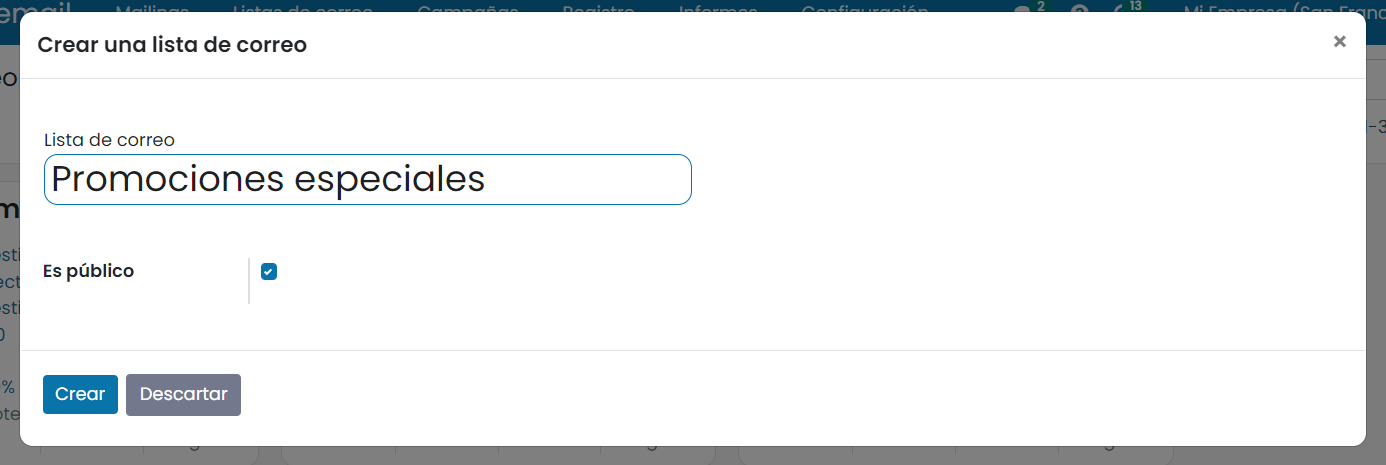 email Mailings Listas de correo Campañas Registro Informes Configuración 2 13 Mi Empresa (San Franc
Crear una lista de correo ×
Lista de correo
Promociones especiales
Es público
Crear Descartar